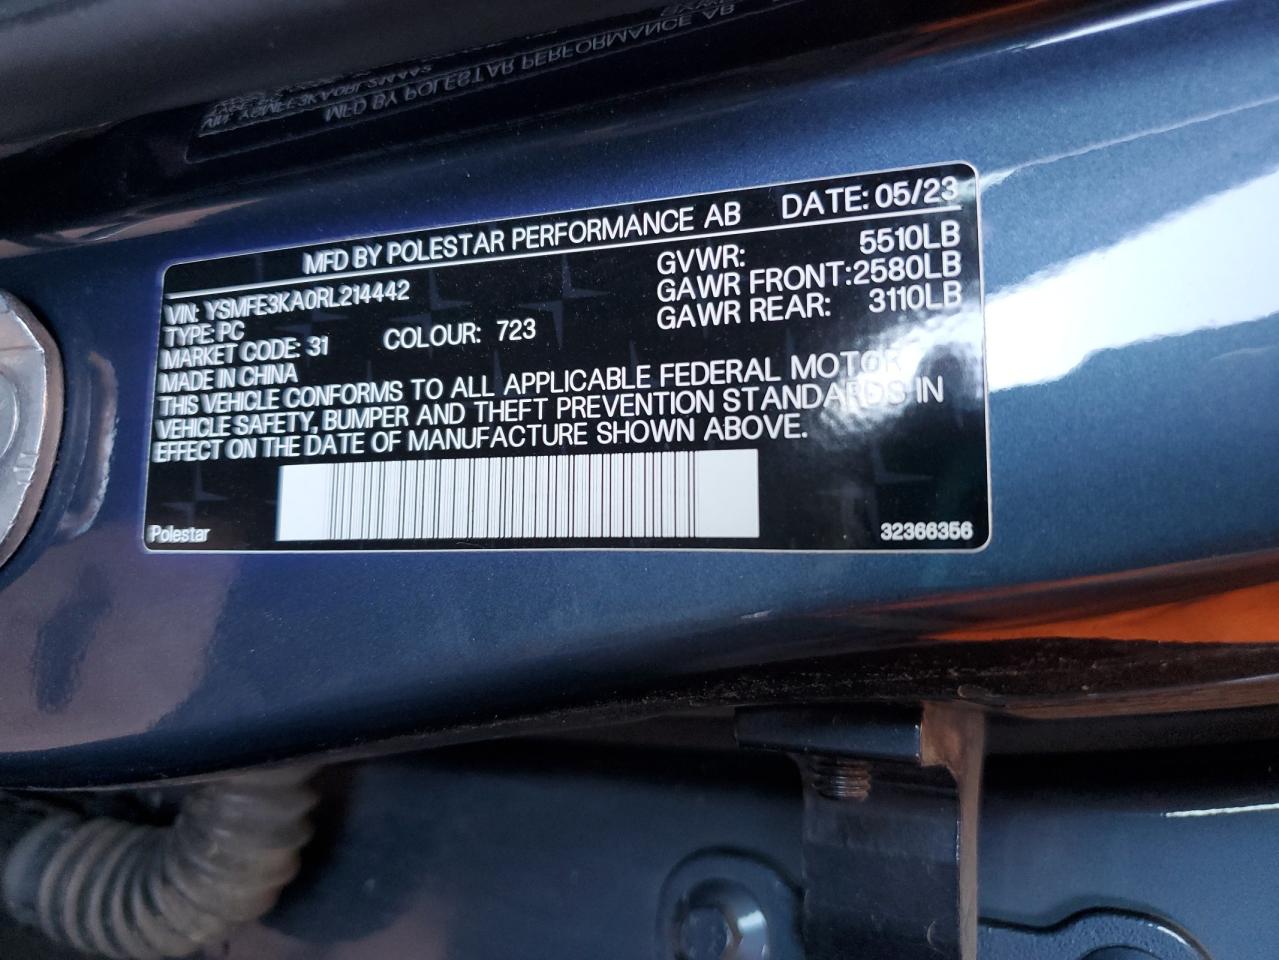 MFD BY POLESTAR PERFORMANCE AB DATE: 05/23
VIN: YSMFE3KA0RL214442
GVWR: 5510LB
TYPE: PC
GAWR FRONT:2580LB
MARKET CODE: 31 COLOUR: 723
GAWR REAR: 3110LB
MADE IN CHINA
THIS VEHICLE CONFORMS TO ALL APPLICABLE FEDERAL MOTOR
VEHICLE SAFETY, BUMPER AND THEFT PREVENTION STANDARDS IN
EFFECT ON THE DATE OF MANUFACTURE SHOWN ABOVE.
Polestar
32366356